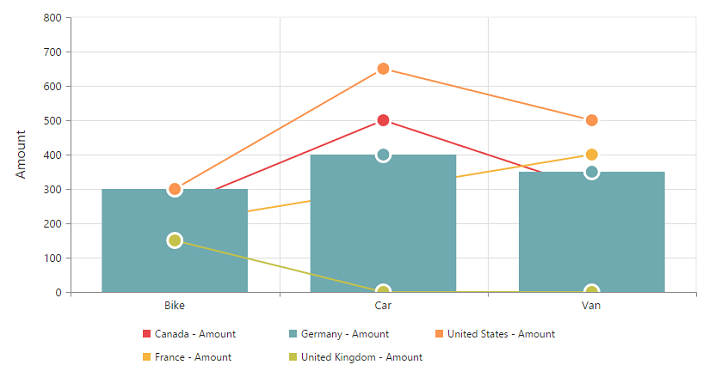 800
700
600
500
400
300
200
100
0
Amount
Bike Car Van
Canada - Amount Germany - Amount United States - Amount
France - Amount United Kingdom - Amount